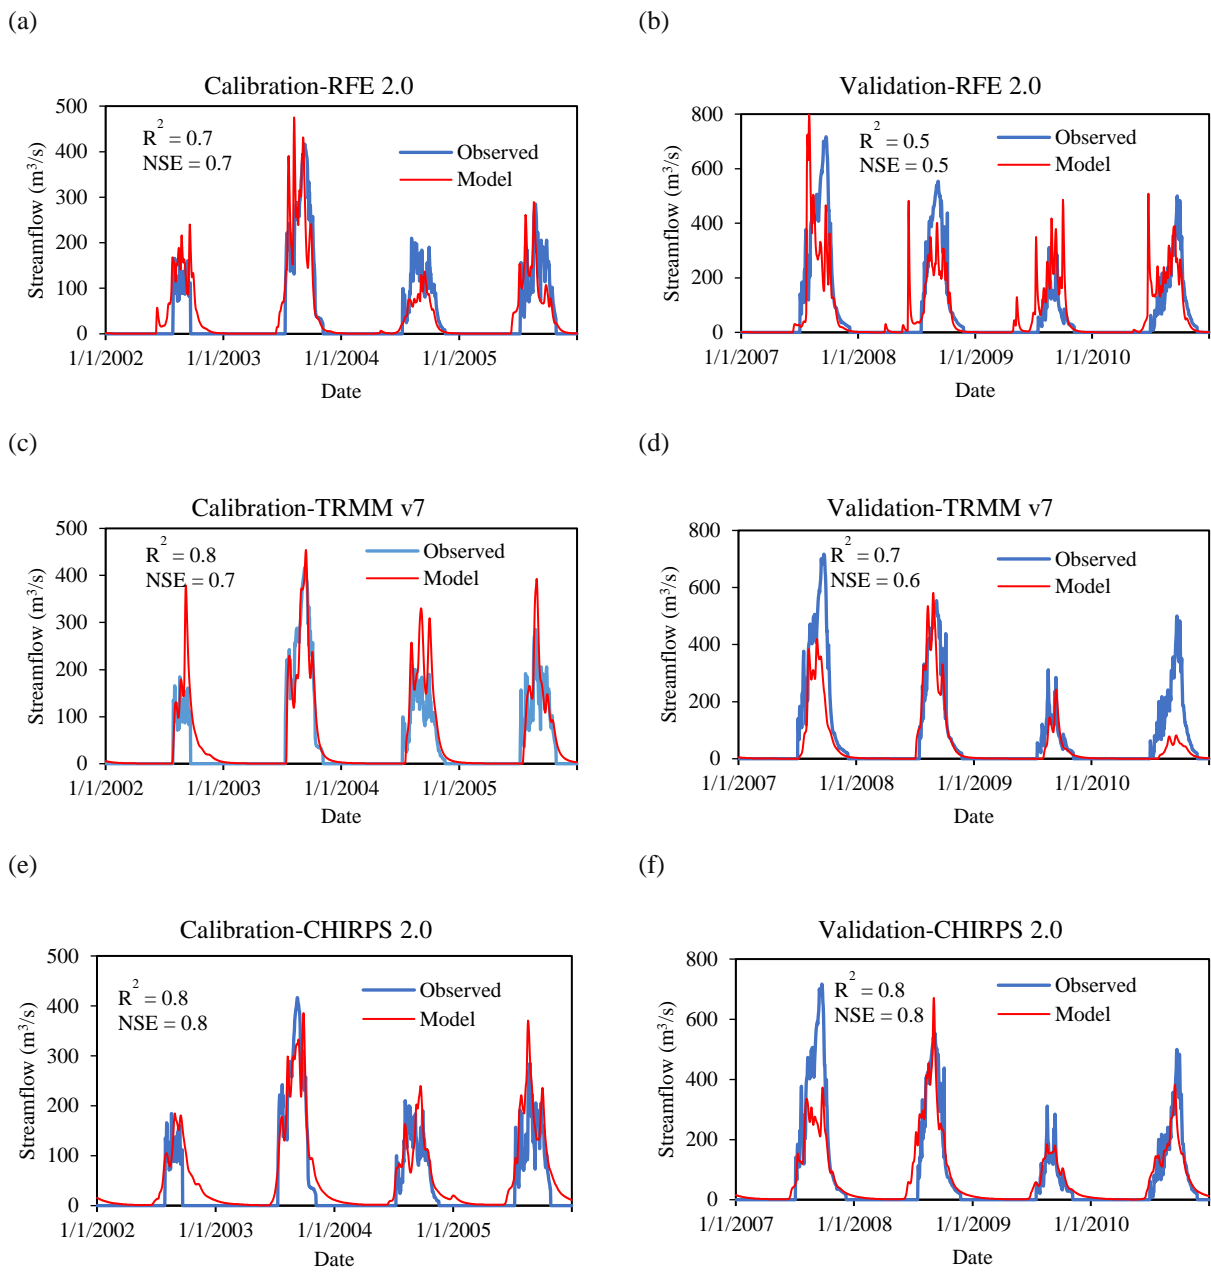 (a)
Calibration-RFE 2.0
R² = 0.7
NSE = 0.7
Observed
Model
Streamflow (m³/s)
500
400
300
200
100
0
1/1/2002
1/1/2003
1/1/2004
1/1/2005
Date
(b)
Validation-RFE 2.0
R² = 0.5
NSE = 0.5
Observed
Model
Streamflow (m³/s)
800
600
400
200
0
1/1/2007
1/1/2008
1/1/2009
1/1/2010
Date
(c)
Calibration-TRMM v7
R² = 0.8
NSE = 0.7
Observed
Model
Streamflow (m³/s)
500
400
300
200
100
0
1/1/2002
1/1/2003
1/1/2004
1/1/2005
Date
(d)
Validation-TRMM v7
R² = 0.7
NSE = 0.6
Observed
Model
Streamflow (m³/s)
800
600
400
200
0
1/1/2007
1/1/2008
1/1/2009
1/1/2010
Date
(e)
Calibration-CHIRPS 2.0
R² = 0.8
NSE = 0.8
Observed
Model
Streamflow (m³/s)
500
400
300
200
100
0
1/1/2002
1/1/2003
1/1/2004
1/1/2005
Date
(f)
Validation-CHIRPS 2.0
R² = 0.8
NSE = 0.8
Observed
Model
Streamflow (m³/s)
800
600
400
200
0
1/1/2007
1/1/2008
1/1/2009
1/1/2010
Date